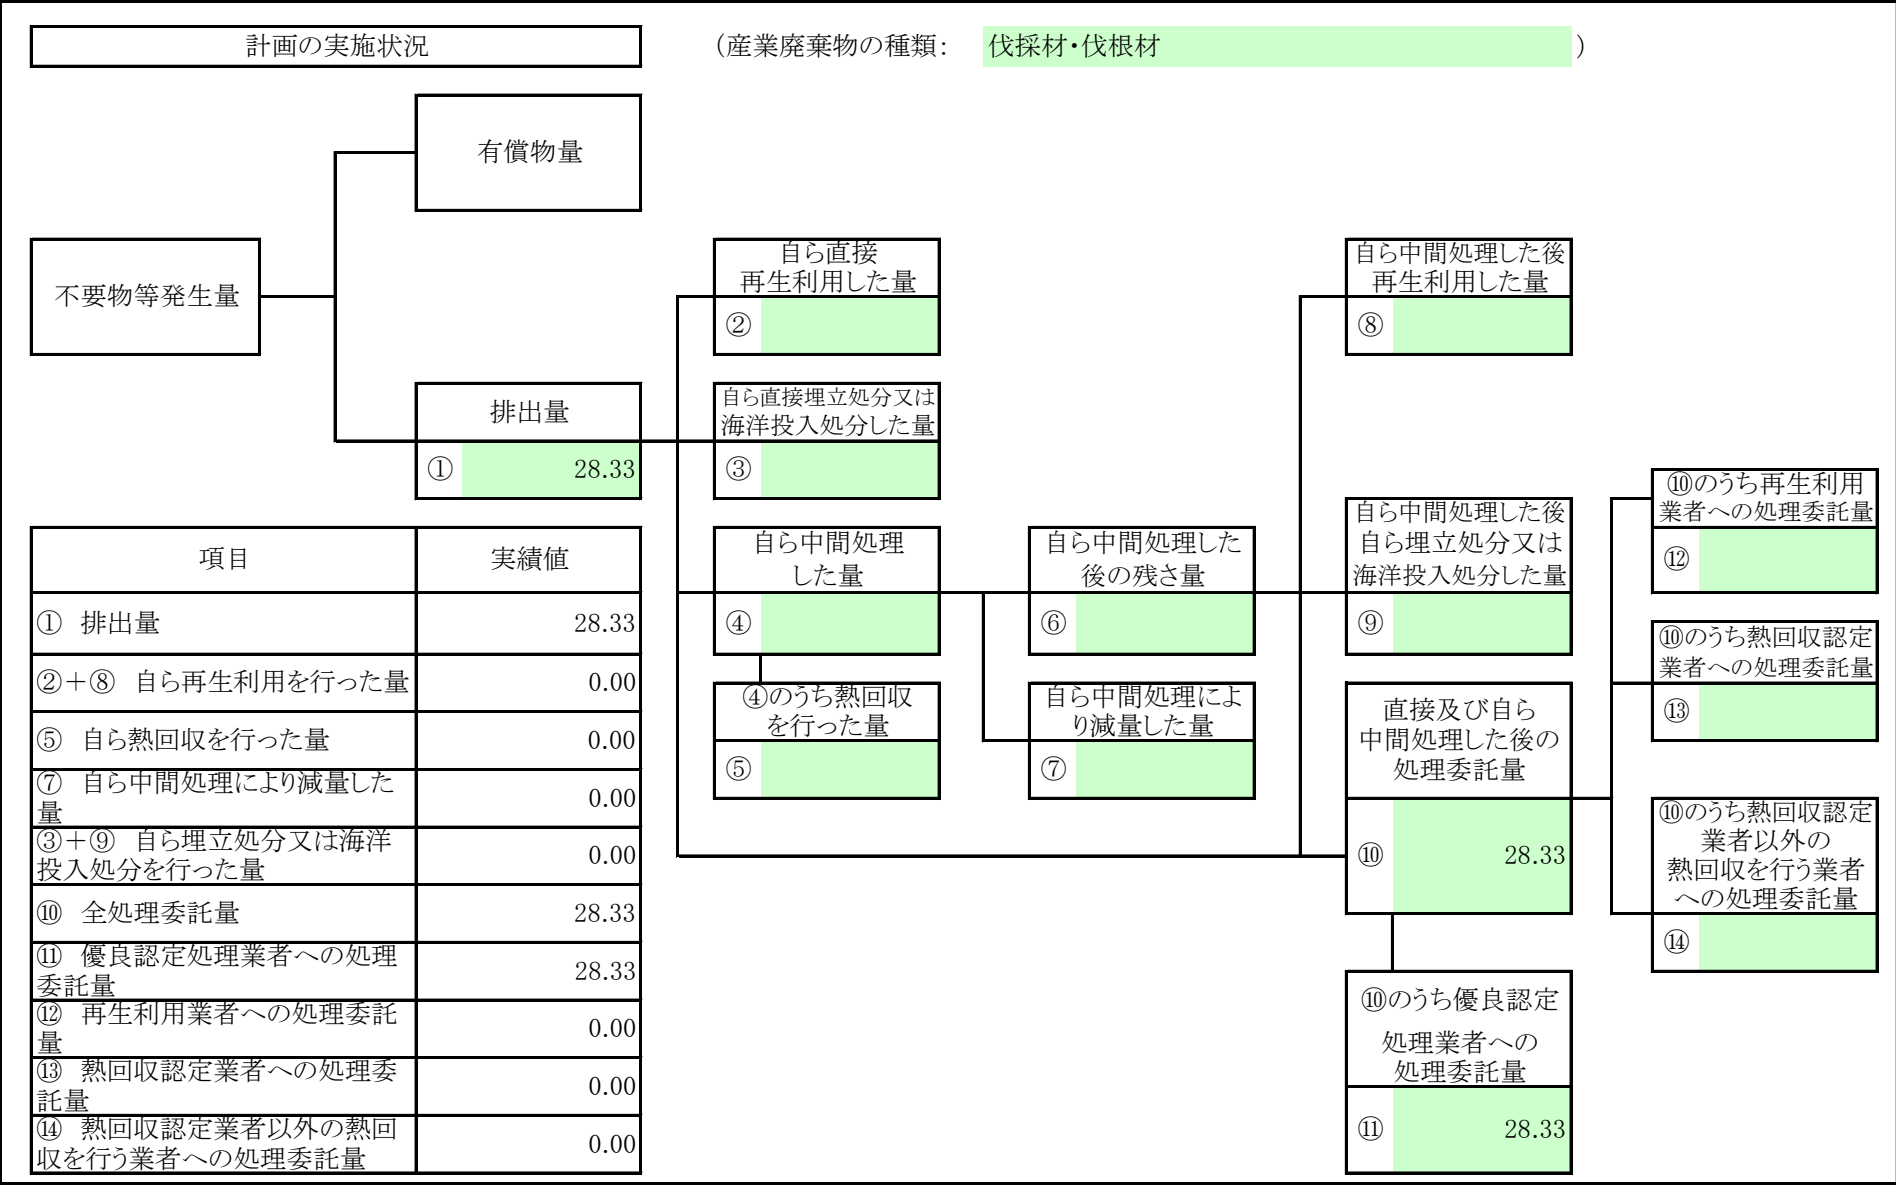 計画の実施状況
（産業廃棄物の種類： 伐採材・伐根材 ）
有償物量
不要物等発生量
排出量
① 28.33
自ら直接
再生利用した量
②
自ら直接埋立処分又は
海洋投入処分した量
③
自ら中間処理
した量
④
④のうち熱回収
を行った量
⑤
自ら中間処理した
後の残さ量
⑥
自ら中間処理によ
り減量した量
⑦
自ら中間処理した後
再生利用した量
⑧
自ら中間処理した後
自ら埋立処分又は
海洋投入処分した量
⑨
直接及び自ら
中間処理した後の
処理委託量
⑩ 28.33
⑩のうち優良認定
処理業者への
処理委託量
⑪ 28.33
⑩のうち再生利用
業者への処理委託量
⑫
⑩のうち熱回収認定
業者への処理委託量
⑬
⑩のうち熱回収認定
業者以外の
熱回収を行う業者
への処理委託量
⑭
項目 実績値
① 排出量 28.33
②＋⑧ 自ら再生利用を行った量 0.00
⑤ 自ら熱回収を行った量 0.00
⑦ 自ら中間処理により減量した
量 0.00
③＋⑨ 自ら埋立処分又は海洋
投入処分を行った量 0.00
⑩ 全処理委託量 28.33
⑪ 優良認定処理業者への処理
委託量 28.33
⑫ 再生利用業者への処理委託
量 0.00
⑬ 熱回収認定業者への処理委
託量 0.00
⑭ 熱回収認定業者以外の熱回
収を行う業者への処理委託量 0.00